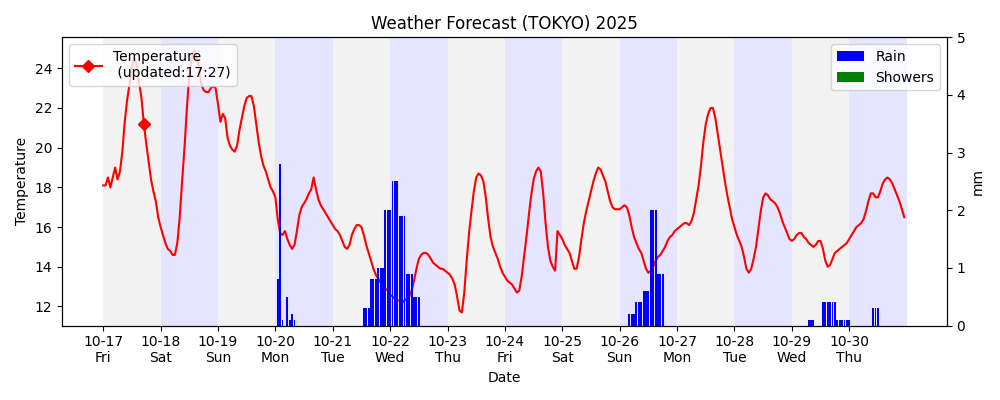 Weather Forecast (TOKYO) 2025
Temperature
(updated:17:27)
Rain
Showers
24
22
20
18
16
14
12
Temperature
5
4
3
2
1
0
mm
10-17 10-18 10-19 10-20 10-21 10-22 10-23 10-24 10-25 10-26 10-27 10-28 10-29 10-30
Fri Sat Sun Mon Tue Wed Thu Fri Sat Sun Mon Tue Wed Thu
Date